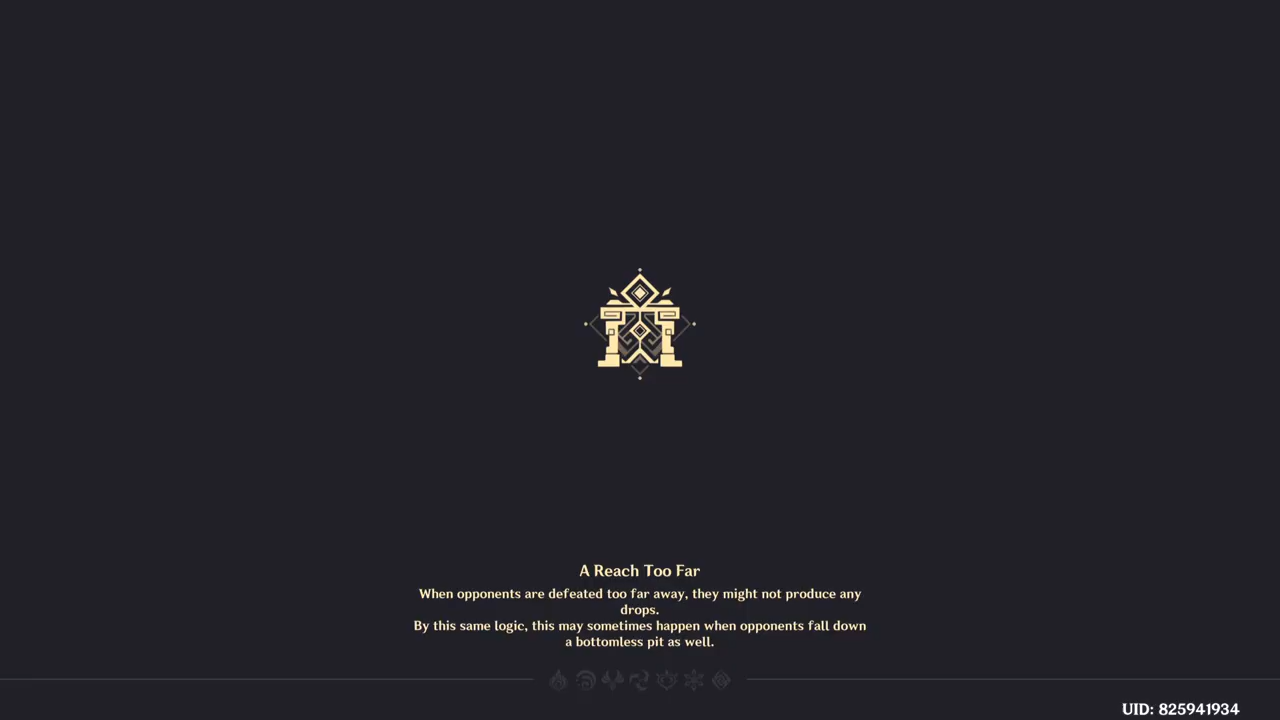 A Reach Too Far
When opponents are defeated too far away, they might not produce any
drops.
By this same logic, this may sometimes happen when opponents fall down
a bottomless pit as well.
UID: 825941934